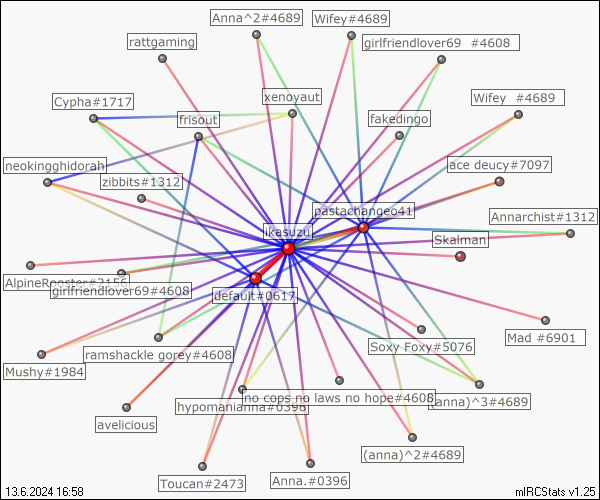 Anna^2#4689
Wifey#4689
rattgaming
girlfriendlover69 #4608
Cypha#1717
xenoyaut
Wifey #4689
frisout
fakedingo
neokingghidorah
ace deucy#7097
zibbits#1312
pastachangeo41
Annarchist#1312
ikasuzu
Skalman
AlpineRooster#2156
girlfriendlover69#4608
default#0617
Mad #6901
Soxy-Foxy#5076
ramshackle gorey#4608
Mushy#1984
no cops no laws no hope#4608
hypomanianna#0396
(anna)^3#4689
avelicious
(anna)^2#4689
Toucan#2473
Anna.#0396
13.6.2024 16:58
mIRCStats v1.25